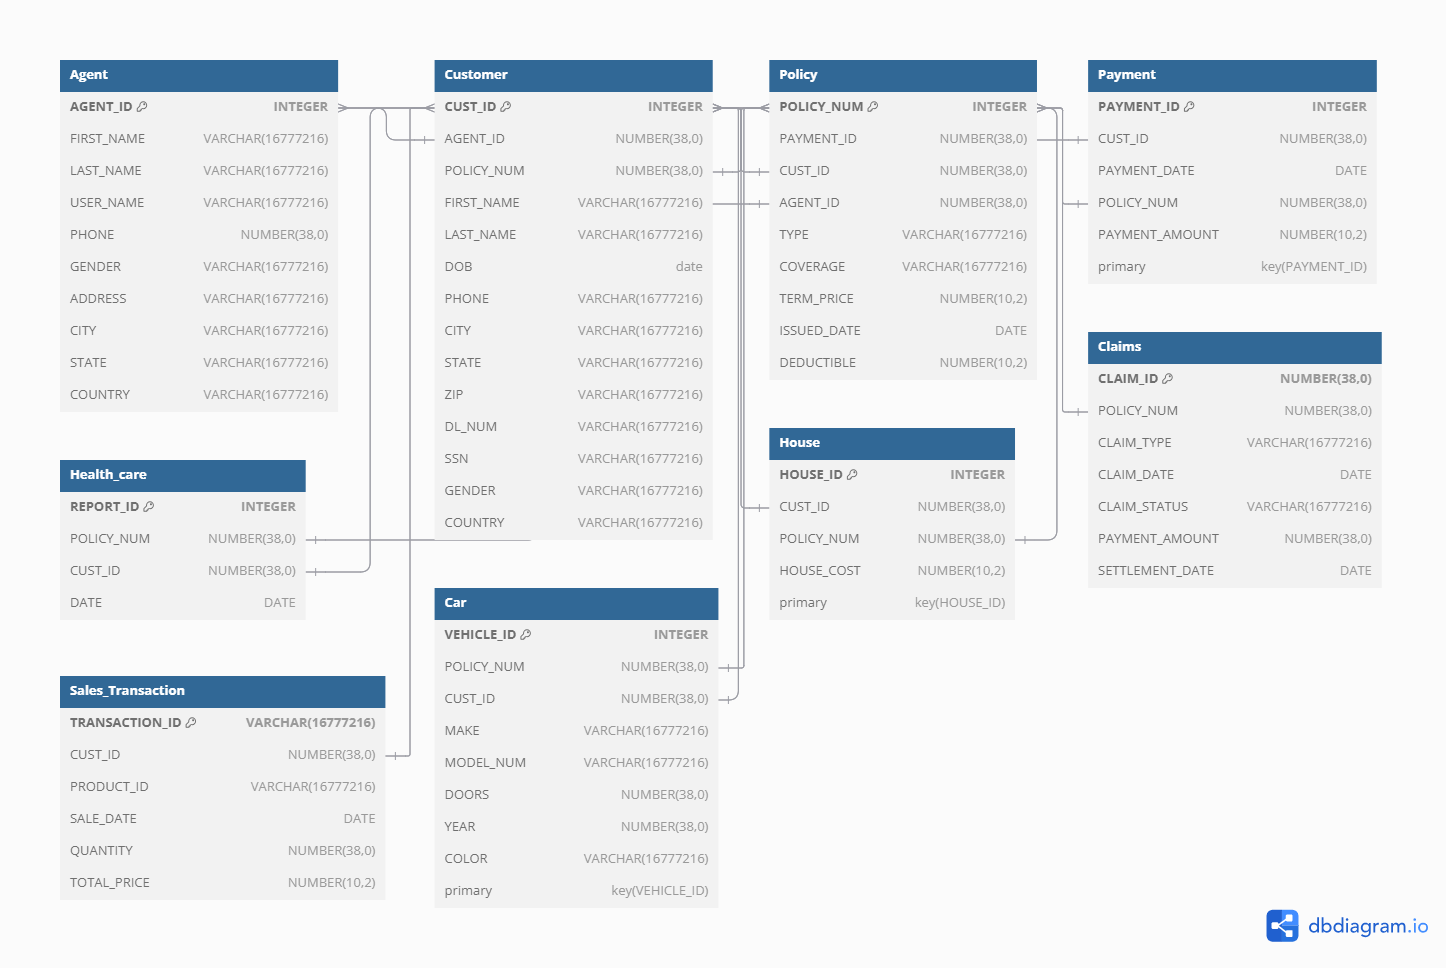 Agent
AGENT_ID INTEGER
FIRST_NAME VARCHAR(16777216)
LAST_NAME VARCHAR(16777216)
USER_NAME VARCHAR(16777216)
PHONE NUMBER(38,0)
GENDER VARCHAR(16777216)
ADDRESS VARCHAR(16777216)
CITY VARCHAR(16777216)
STATE VARCHAR(16777216)
COUNTRY VARCHAR(16777216)
Customer
CUST_ID INTEGER
AGENT_ID NUMBER(38,0)
POLICY_NUM NUMBER(38,0)
FIRST_NAME VARCHAR(16777216)
LAST_NAME VARCHAR(16777216)
DOB date
PHONE VARCHAR(16777216)
CITY VARCHAR(16777216)
STATE VARCHAR(16777216)
ZIP VARCHAR(16777216)
DL_NUM VARCHAR(16777216)
SSN VARCHAR(16777216)
GENDER VARCHAR(16777216)
COUNTRY VARCHAR(16777216)
Policy
POLICY_NUM INTEGER
PAYMENT_ID NUMBER(38,0)
CUST_ID NUMBER(38,0)
AGENT_ID NUMBER(38,0)
TYPE VARCHAR(16777216)
COVERAGE VARCHAR(16777216)
TERM_PRICE NUMBER(10,2)
ISSUED_DATE DATE
DEDUCTIBLE NUMBER(10,2)
Payment
PAYMENT_ID INTEGER
CUST_ID NUMBER(38,0)
PAYMENT_DATE DATE
POLICY_NUM NUMBER(38,0)
PAYMENT_AMOUNT NUMBER(10,2)
primary key(PAYMENT_ID)
Claims
CLAIM_ID NUMBER(38,0)
POLICY_NUM NUMBER(38,0)
CLAIM_TYPE VARCHAR(16777216)
CLAIM_DATE DATE
CLAIM_STATUS VARCHAR(16777216)
PAYMENT_AMOUNT NUMBER(38,0)
SETTLEMENT_DATE DATE
Health_care
REPORT_ID INTEGER
POLICY_NUM NUMBER(38,0)
CUST_ID NUMBER(38,0)
DATE DATE
House
HOUSE_ID INTEGER
CUST_ID NUMBER(38,0)
POLICY_NUM NUMBER(38,0)
HOUSE_COST NUMBER(10,2)
primary key(HOUSE_ID)
Sales_Transaction
TRANSACTION_ID VARCHAR(16777216)
CUST_ID NUMBER(38,0)
PRODUCT_ID VARCHAR(16777216)
SALE_DATE DATE
QUANTITY NUMBER(38,0)
TOTAL_PRICE NUMBER(10,2)
Car
VEHICLE_ID INTEGER
POLICY_NUM NUMBER(38,0)
CUST_ID NUMBER(38,0)
MAKE VARCHAR(16777216)
MODEL_NUM VARCHAR(16777216)
DOORS NUMBER(38,0)
YEAR NUMBER(38,0)
COLOR VARCHAR(16777216)
primary key(VEHICLE_ID)
dbdiagram.io